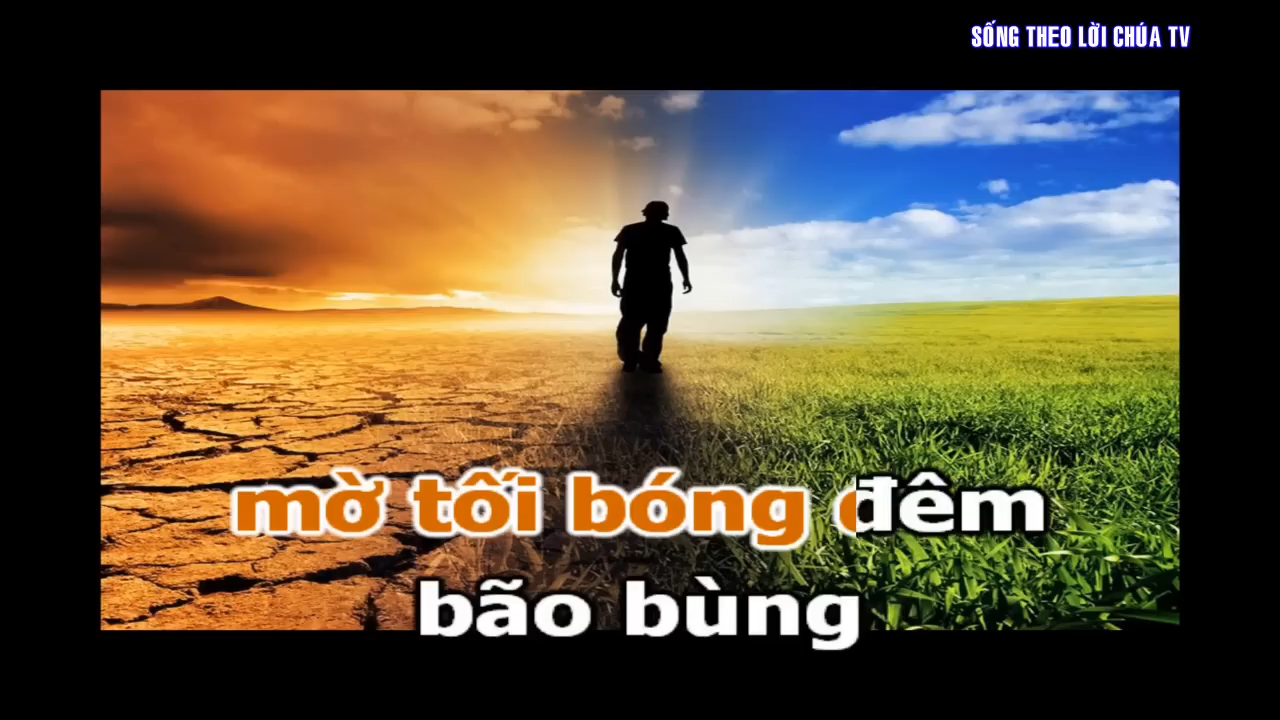 SỐNG THEO LỜI CHÚA TV
mờ tối bóng đêm
bão bùng